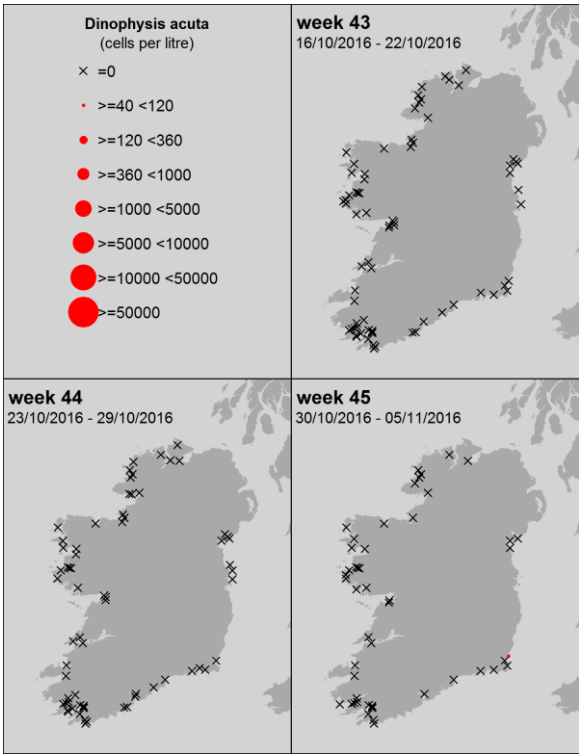 Dinophysis acuta
(cells per litre)
=0
>=40 <120
>=120 <360
>=360 <1000
>=1000 <5000
>=5000 <10000
>=10000 <50000
>=50000
week 43
16/10/2016 - 22/10/2016
week 44
23/10/2016 - 29/10/2016
week 45
30/10/2016 - 05/11/2016